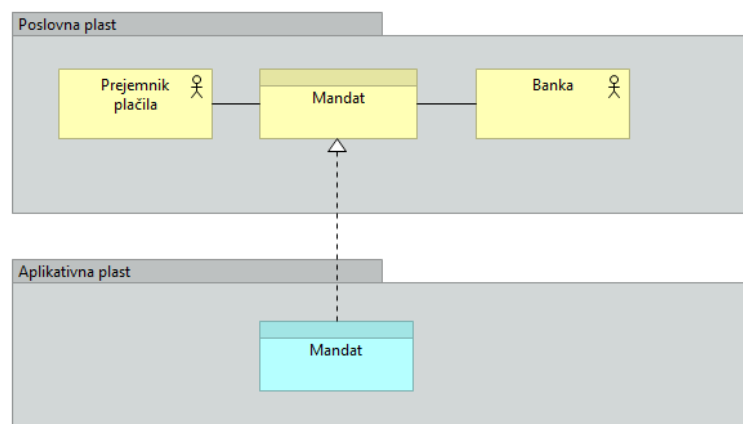 Poslovna plast
Prejemnik
plačila
Mandat
Banka
Aplikativna plast
Mandat